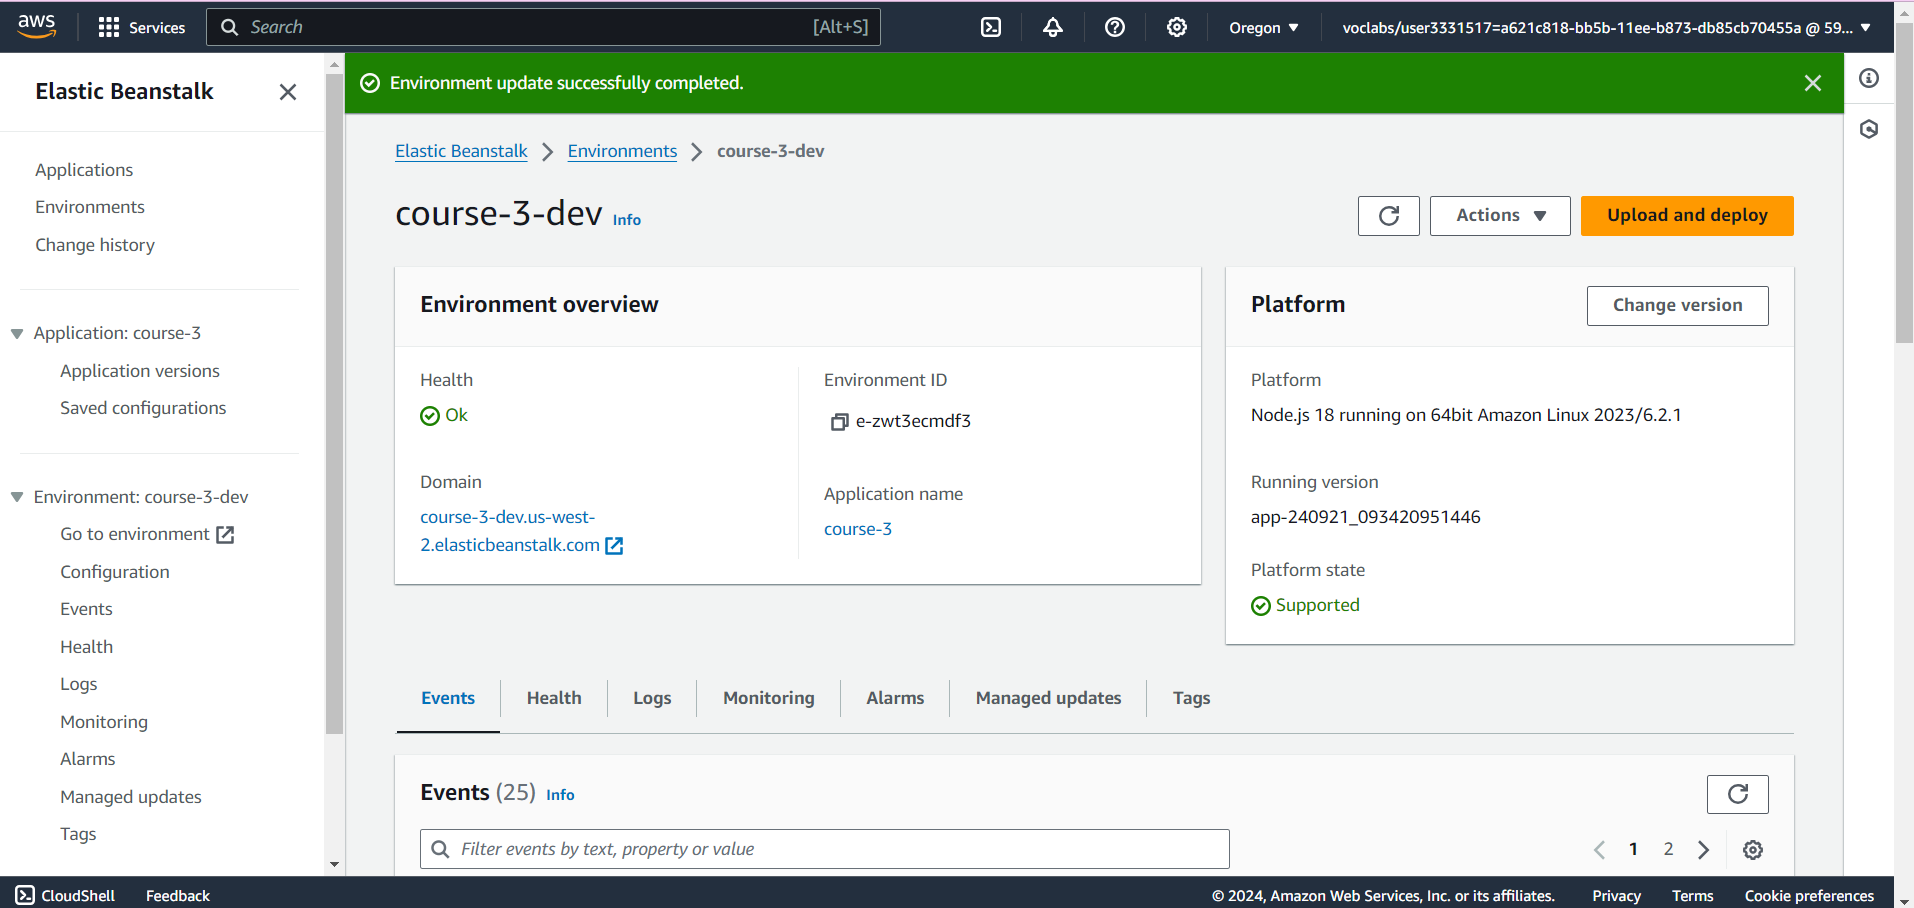 aws
Services
Search
[Alt+S]
Oregon
voclabs/user3331517=a621c818-bb5b-11ee-b873-db85cb70455a @ 59...
Elastic Beanstalk
Applications
Environments
Change history
Application: course-3
Application versions
Saved configurations
Environment: course-3-dev
Go to environment
Configuration
Events
Health
Logs
Monitoring
Alarms
Managed updates
Tags
Environment update successfully completed.
Elastic Beanstalk
Environments
course-3-dev
course-3-dev Info
Actions
Upload and deploy
Environment overview
Health
Ok
Domain
course-3-dev.us-west-
2.elasticbeanstalk.com
Environment ID
e-zwt3ecmdf3
Application name
course-3
Platform
Change version
Platform
Node.js 18 running on 64bit Amazon Linux 2023/6.2.1
Running version
app-240921_093420951446
Platform state
Supported
Events
Health
Logs
Monitoring
Alarms
Managed updates
Tags
Events (25) Info
Filter events by text, property or value
1
2
CloudShell
Feedback
© 2024, Amazon Web Services, Inc. or its affiliates.
Privacy
Terms
Cookie preferences